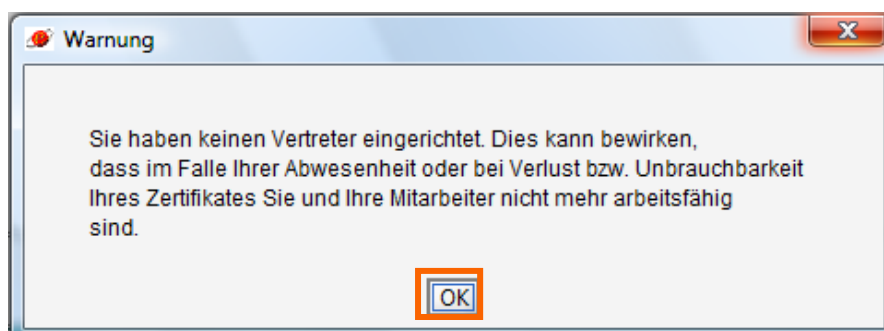 Warnung
Sie haben keinen Vertreter eingerichtet. Dies kann bewirken,
dass im Falle Ihrer Abwesenheit oder bei Verlust bzw. Unbrauchbarkeit
Ihres Zertifikates Sie und Ihre Mitarbeiter nicht mehr arbeitsfähig
sind.
OK